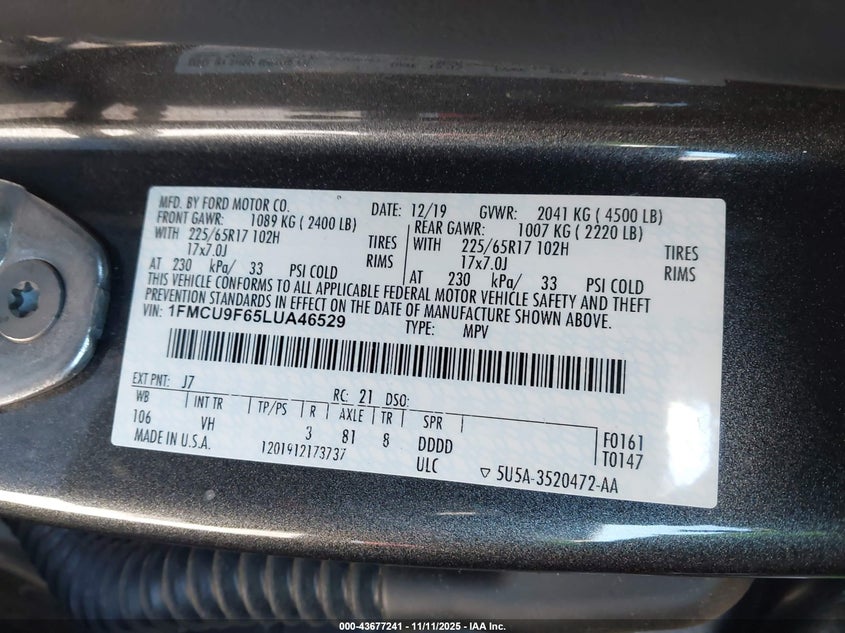 MFD. BY FORD MOTOR CO. DATE: 12/19 GVWR: 2041 KG ( 4500 LB)
FRONT GAWR: 1089 KG ( 2400 LB) REAR GAWR: 1007 KG ( 2220 LB)
WITH 225/65R17 102H TIRES WITH 225/65R17 102H TIRES
17x7.0J RIMS 17x7.0J RIMS
AT 230 kPa/ 33 PSI COLD AT 230 kPa/ 33 PSI COLD
THIS VEHICLE CONFORMS TO ALL APPLICABLE FEDERAL MOTOR VEHICLE SAFETY AND THEFT
PREVENTION STANDARDS IN EFFECT ON THE DATE OF MANUFACTURE SHOWN ABOVE.
VIN: 1FMCU9F65LUA46529 TYPE: MPV
EXT PNT: J7 RC: 21 DSO:
WB INT TR TP/PS R AXLE TR SPR F0161
106 VH 3 81 8 DDDD T0147
MADE IN U.S.A. 1201912173737 ULC ▽ 5U5A-3520472-AA
000-43677241 - 11/11/2025 - IAA Inc.